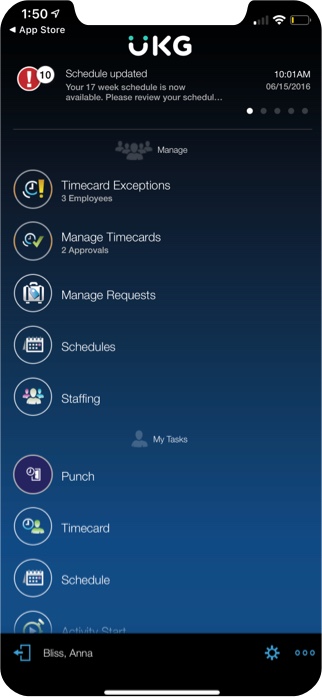 1:50
◀ App Store
UKG
! 10
Schedule updated
10:01AM
Your 17 week schedule is now
06/15/2016
available. Please review your schedul...
Manage
Timecard Exceptions
3 Employees
Manage Timecards
2 Approvals
Manage Requests
Schedules
Staffing
My Tasks
Punch
Timecard
Schedule
Activity Start
Bliss, Anna